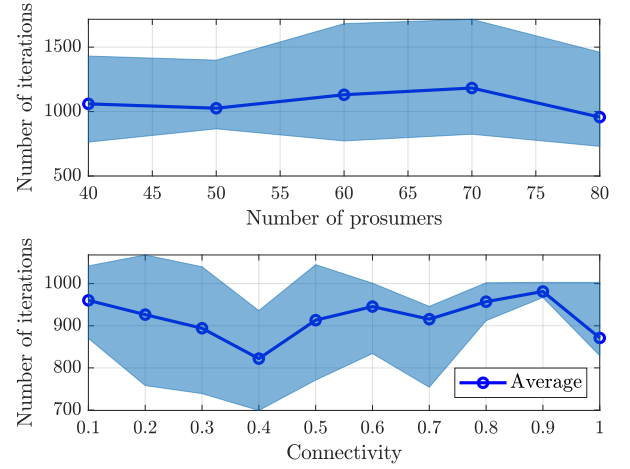 Number of iterations
1500
1000
500
40 45 50 55 60 65 70 75 80
Number of prosumers
Number of iterations
1000
900
800
700
Average
0.1 0.2 0.3 0.4 0.5 0.6 0.7 0.8 0.9 1
Connectivity